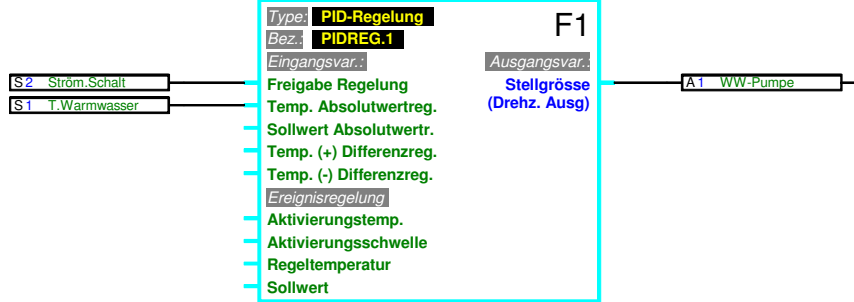 Type: PID-Regelung
F1
Bez.: PIDREG.1
Eingangsvar.: Ausgangsvar.:
S2 Ström.Schalt Freigabe Regelung Stellgrösse A1 WW-Pumpe
S1 T.Warmwasser Temp. Absolutwertreg. (Drehz. Ausg)
Sollwert Absolutwertr.
Temp. (+) Differenzreg.
Temp. (-) Differenzreg.
Ereignisregelung
Aktivierungstemp.
Aktivierungsschwelle
Regeltemperatur
Sollwert